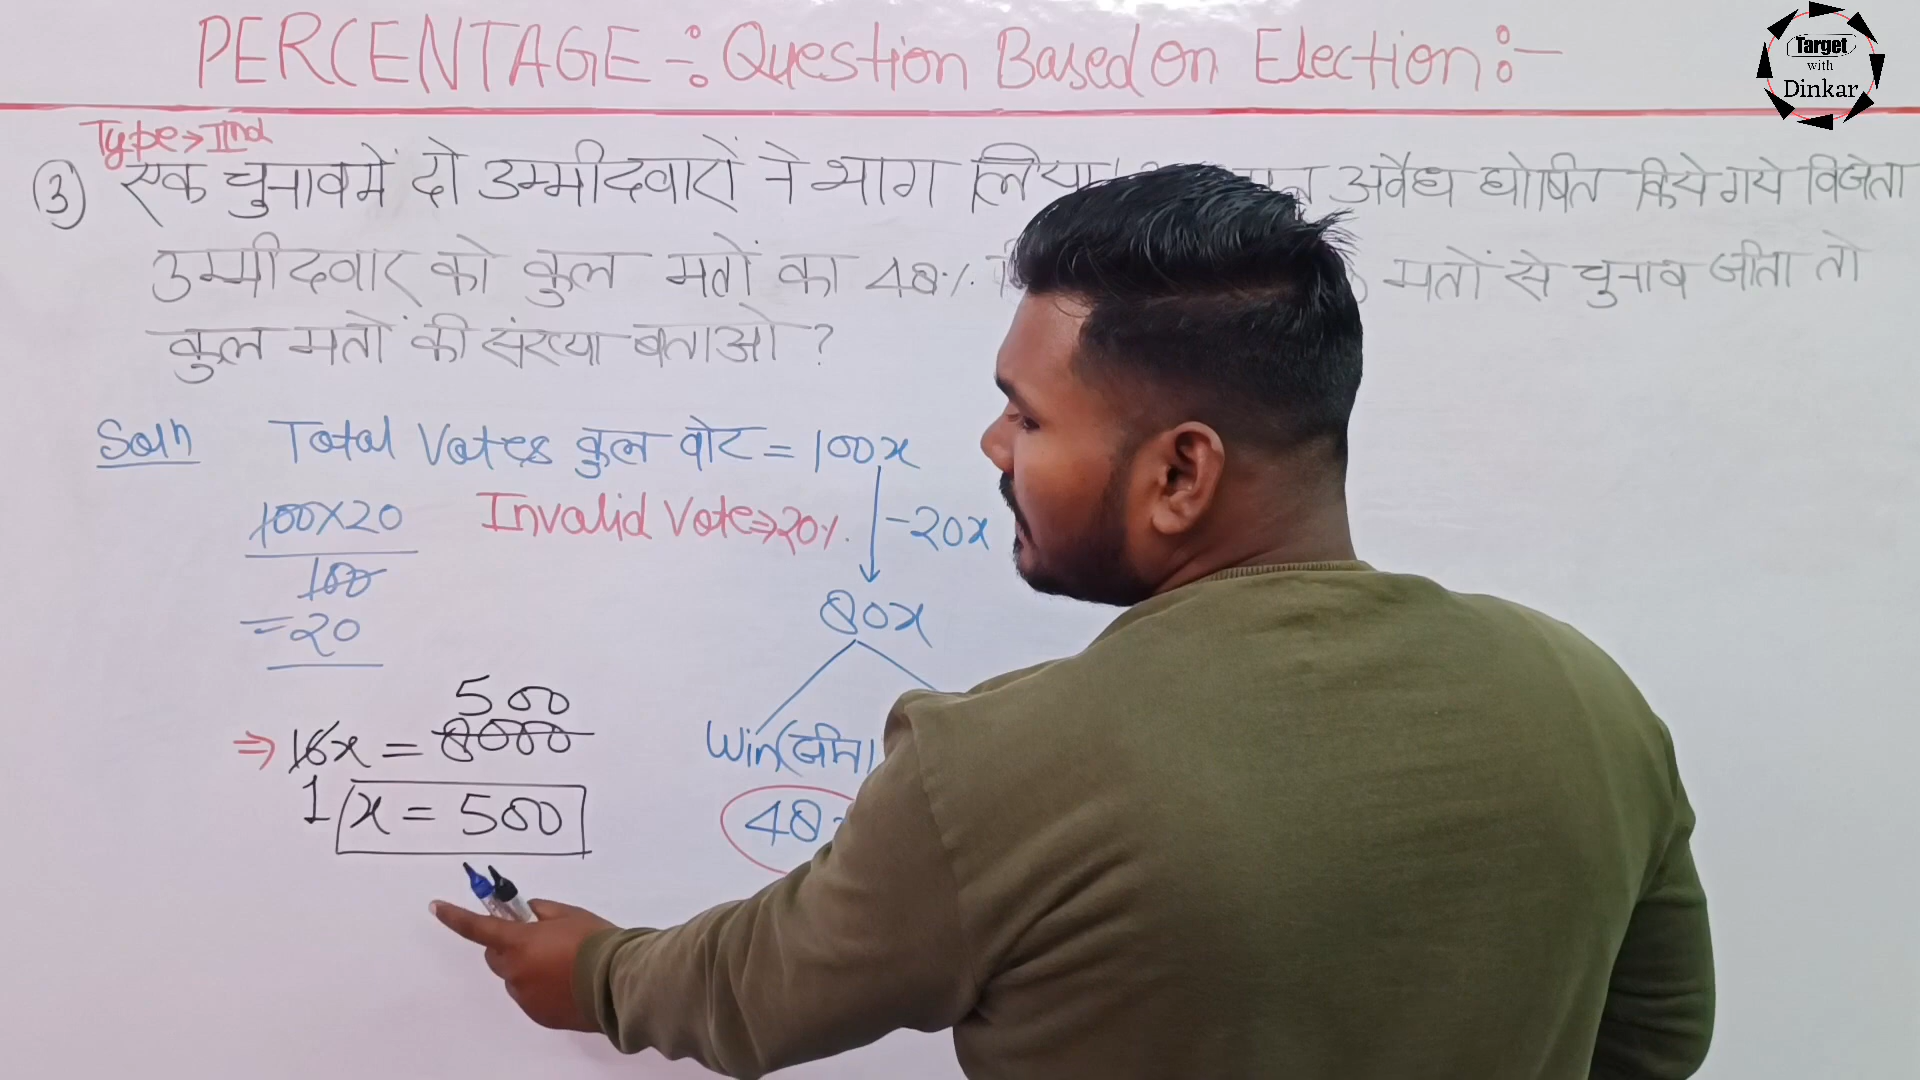 PERCENTAGE -: Question Based On Election :-
Target
with
Dinkar
Type → IInd
③ एक चुनाव में दो उम्मीदवारों ने भाग लिया। अवैध घोषित किये गये विजेता
उम्मीदवार को कुल मतों का 48% मतों से चुनाव जीता तो
कुल मतों की संख्या बताओ ?
Soln Total Votes कुल वोट = 100x
100×20
100
= 20
Invalid Vote ⇒ 20%
-20x
80x
Win (जीत)
48
500
⇒ 16x = 8000
1
x = 500